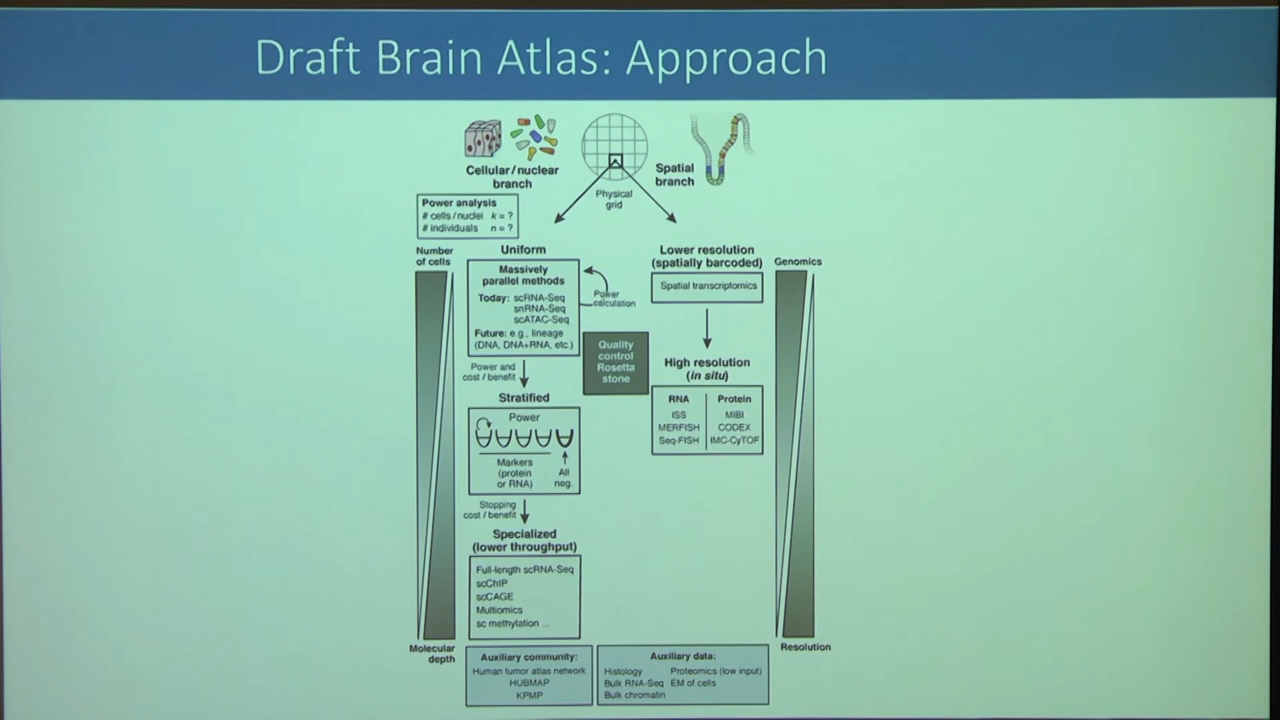 Draft Brain Atlas: Approach
Cellular/nuclear
branch
Physical
grid
Spatial
branch
Power analysis
# cells/nuclei k = ?
# individuals n = ?
Number
of cells
Uniform
Massively
parallel methods
Today: scRNA-Seq
snRNA-Seq
scATAC-Seq
Future: e.g., lineage
(DNA, DNA+RNA, etc.)
Power
calculation
Lower resolution
(spatially barcoded)
Spatial transcriptomics
Genomics
Quality
control
Rosetta
stone
Power and
cost / benefit
High resolution
(in situ)
RNA Protein
ISS MIBI
MERFISH CODEX
Seq-FISH IMC-CyTOF
Stratified
Power
Markers
(protein
or RNA)
All
neg.
Stopping
cost / benefit
Specialized
(lower throughput)
Full-length scRNA-Seq
scChIP
scCAGE
Multiomics
sc methylation ...
Molecular
depth
Resolution
Auxiliary community:
Human tumor atlas network
HUBMAP
KPMP
Auxiliary data:
Histology Proteomics (low input)
Bulk RNA-Seq EM of cells
Bulk chromatin